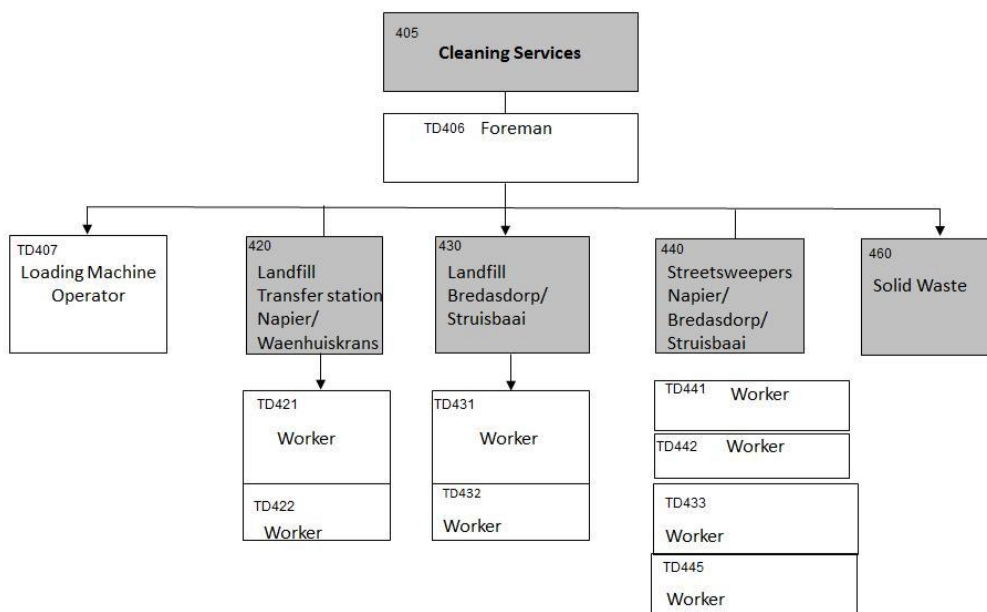 405
Cleaning Services
TD406 Foreman
TD407
Loading Machine
Operator
420
Landfill
Transfer station
Napier/
Waenhuiskrans
430
Landfill
Bredasdorp/
Struisbaai
440
Streetsweepers
Napier/
Bredasdorp/
Struisbaai
460
Solid Waste
TD421
Worker
TD422
Worker
TD431
Worker
TD432
Worker
TD441 Worker
TD442 Worker
TD433
Worker
TD445
Worker